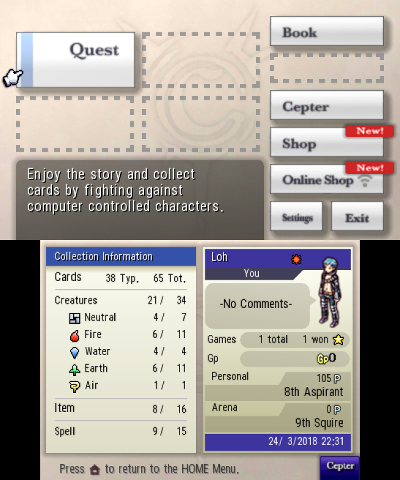 Quest
Book
Cepter
New!
Shop
New!
Online Shop
Settings
Exit
Enjoy the story and collect
cards by fighting against
computer controlled characters.
Collection Information
Cards 38 Typ. 65 Tot.
Creatures 21 / 34
Neutral 4 / 7
Fire 6 / 11
Water 4 / 4
Earth 6 / 11
Air 1 / 1
Item 8 / 16
Spell 9 / 15
Loh
You
-No Comments-
Games 1 total 1 won
Gp GP 0
Personal 105 P
8th Aspirant
Arena 0 P
9th Squire
24/ 3/2018 22:31
Press to return to the HOME Menu.
Cepter